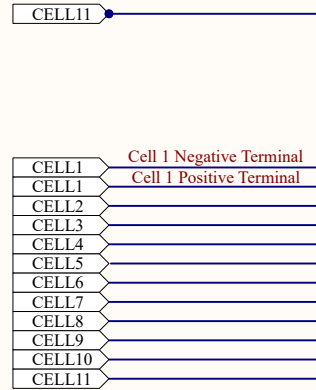 CELL11
Cell 1 Negative Terminal
CELL1
Cell 1 Positive Terminal
CELL1
CELL2
CELL3
CELL4
CELL5
CELL6
CELL7
CELL8
CELL9
CELL10
CELL11